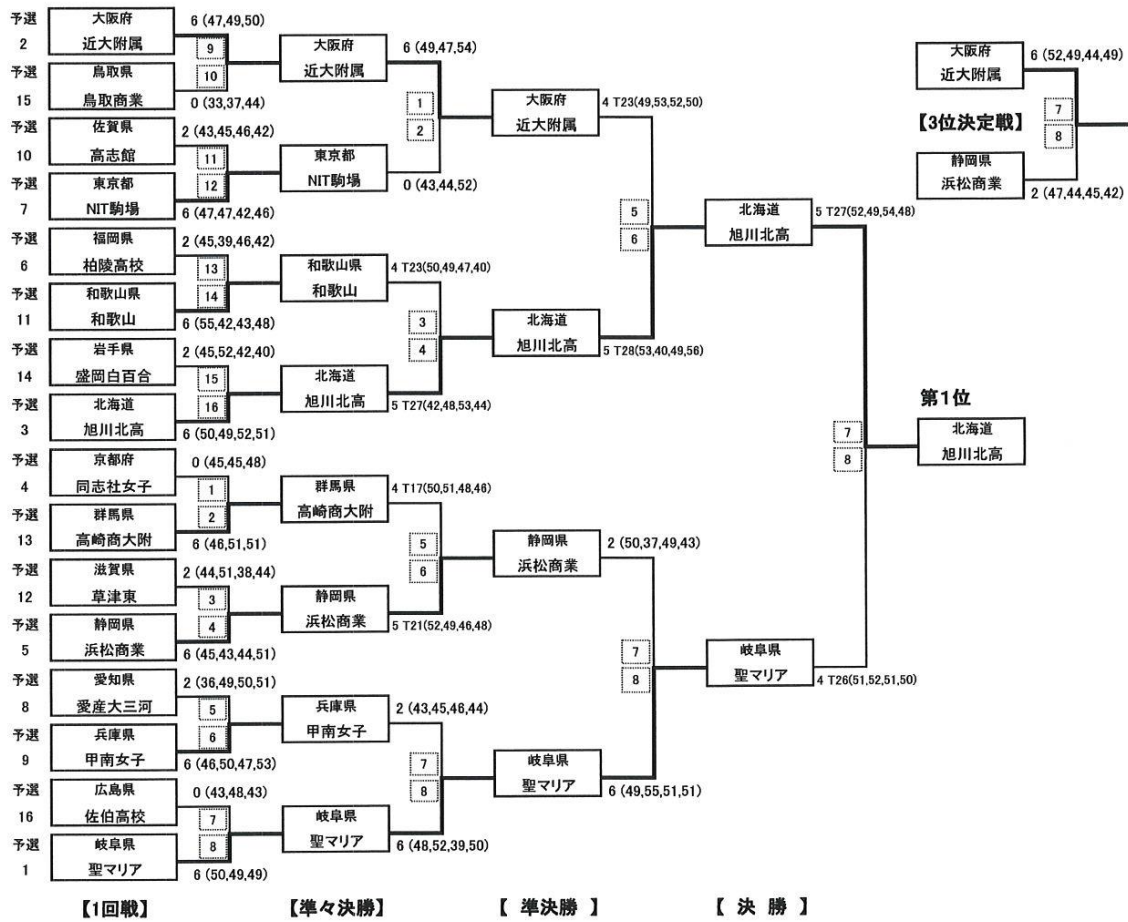 予選
2
大阪府
近大附属
6 (47,49,50)
9
10
予選
15
鳥取県
鳥取商業
0 (33,37,44)
予選
10
佐賀県
高志館
2 (43,45,46,42)
11
12
予選
7
東京都
NIT駒場
6 (47,47,42,46)
予選
6
福岡県
柏陵高校
2 (45,39,46,42)
13
14
予選
11
和歌山県
和歌山
6 (55,42,43,48)
予選
14
岩手県
盛岡白百合
2 (45,52,42,40)
15
16
予選
3
北海道
旭川北高
6 (50,49,52,51)
予選
4
京都府
同志社女子
0 (45,45,48)
1
2
予選
13
群馬県
高崎商大附
6 (46,51,51)
予選
12
滋賀県
草津東
2 (44,51,38,44)
3
4
予選
5
静岡県
浜松商業
6 (45,43,44,51)
予選
8
愛知県
愛産大三河
2 (36,49,50,51)
5
6
予選
9
兵庫県
甲南女子
6 (46,50,47,53)
予選
16
広島県
佐伯高校
0 (43,48,43)
7
8
予選
1
岐阜県
聖マリア
6 (50,49,49)
【1回戦】
大阪府
近大附属
6 (49,47,54)
1
2
東京都
NIT駒場
0 (43,44,52)
和歌山県
和歌山
4 T23(50,49,47,40)
3
4
北海道
旭川北高
5 T27(42,48,53,44)
群馬県
高崎商大附
4 T17(50,51,48,46)
5
6
静岡県
浜松商業
5 T21(52,49,46,48)
兵庫県
甲南女子
2 (43,45,46,44)
7
8
岐阜県
聖マリア
6 (48,52,39,50)
【準々決勝】
大阪府
近大附属
4 T23(49,53,52,50)
5
6
北海道
旭川北高
5 T28(53,40,49,56)
静岡県
浜松商業
2 (50,37,49,43)
7
8
岐阜県
聖マリア
6 (49,55,51,51)
【 準決勝 】
北海道
旭川北高
5 T27(52,49,54,48)
7
8
岐阜県
聖マリア
4 T26(51,52,51,50)
【 決 勝 】
大阪府
近大附属
6 (52,49,44,49)
【3位決定戦】
7
8
静岡県
浜松商業
2 (47,44,45,42)
第1位
北海道
旭川北高